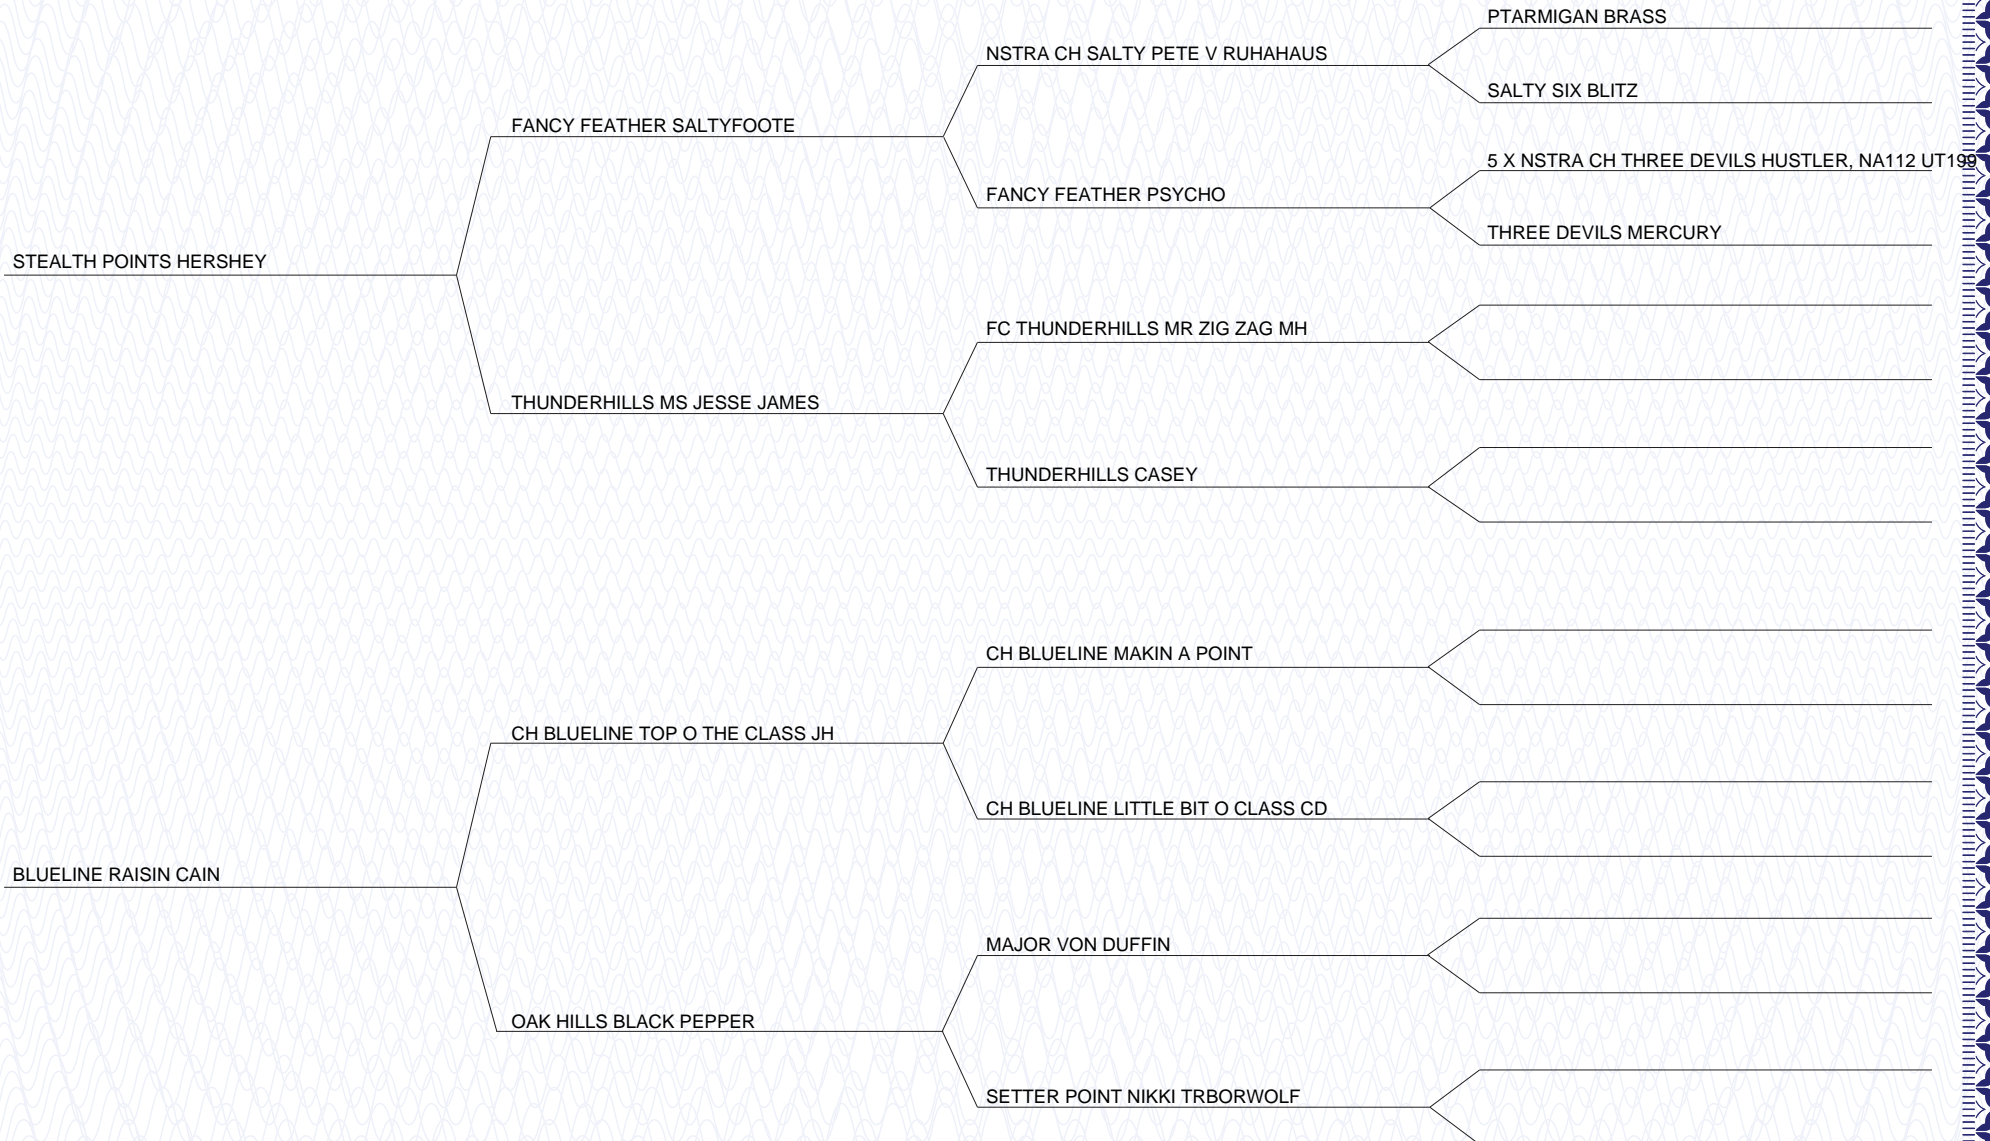 PTARMIGAN BRASS
NSTRA CH SALTY PETE V RUHAHAUS
SALTY SIX BLITZ
FANCY FEATHER SALTYFOOTE
5 X NSTRA CH THREE DEVILS HUSTLER, NA112 UT199
FANCY FEATHER PSYCHO
THREE DEVILS MERCURY
STEALTH POINTS HERSHEY
FC THUNDERHILLS MR ZIG ZAG MH
THUNDERHILLS MS JESSE JAMES
THUNDERHILLS CASEY
CH BLUELINE MAKIN A POINT
CH BLUELINE TOP O THE CLASS JH
CH BLUELINE LITTLE BIT O CLASS CD
BLUELINE RAISIN CAIN
MAJOR VON DUFFIN
OAK HILLS BLACK PEPPER
SETTER POINT NIKKI TRBORWOLF